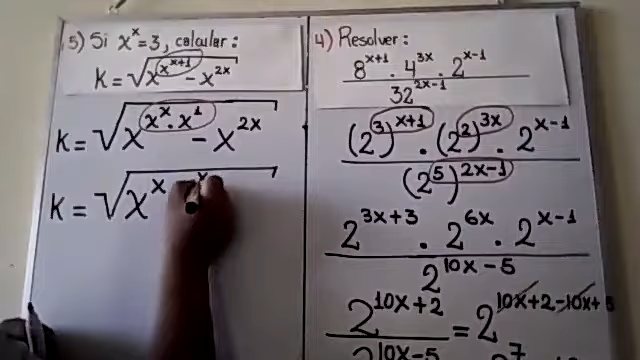 5) Si x^x = 3, calcular:
K = √(x^(x^(x+1)) - x^(2x))
K = √(x^(x^x · x^1) - x^(2x))
K = √(x^x
4) Resolver:
8^(x+1) · 4^(3x) · 2^(x-1)
32^(2x-1)
(2^3)^(x+1) · (2^2)^(3x) · 2^(x-1)
(2^5)^(2x-1)
2^(3x+3) · 2^(6x) · 2^(x-1)
2^(10x-5)
2^(10x+2) = 2^(10x+2-10x+5)
2^(10x-5)